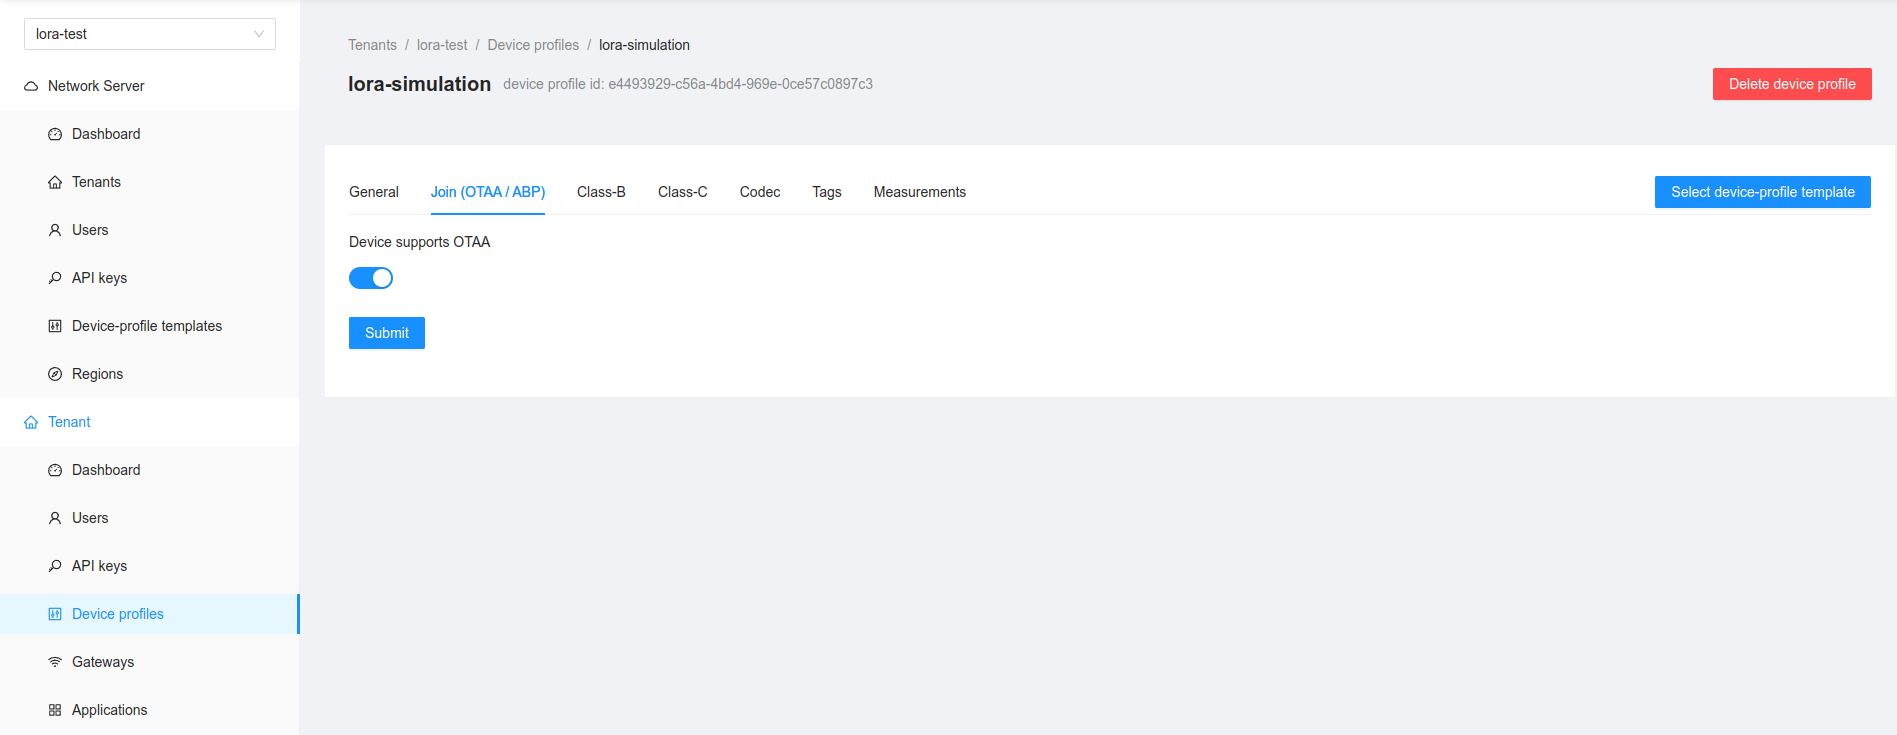 lora-test
Network Server
Dashboard
Tenants
Users
API keys
Device-profile templates
Regions
Tenant
Dashboard
Users
API keys
Device profiles
Gateways
Applications
Tenants / lora-test / Device profiles / lora-simulation
lora-simulation device profile id: e4493929-c56a-4bd4-969e-0ce57c0897c3
Delete device profile
General Join (OTAA / ABP) Class-B Class-C Codec Tags Measurements
Select device-profile template
Device supports OTAA
Submit